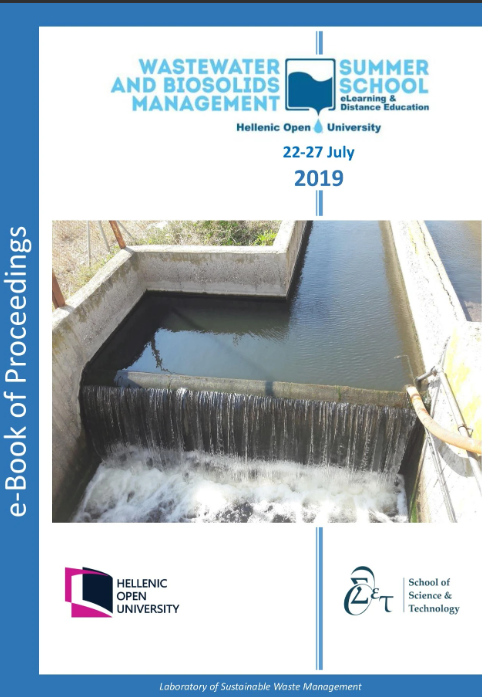 WASTEWATER
AND BIOSOLIDS
MANAGEMENT
SUMMER
SCHOOL
eLearning &
Distance Education
Hellenic Open University
22-27 July
2019
e-Book of Proceedings
HELLENIC
OPEN
UNIVERSITY
School of
Science &
Technology
Laboratory of Sustainable Waste Management